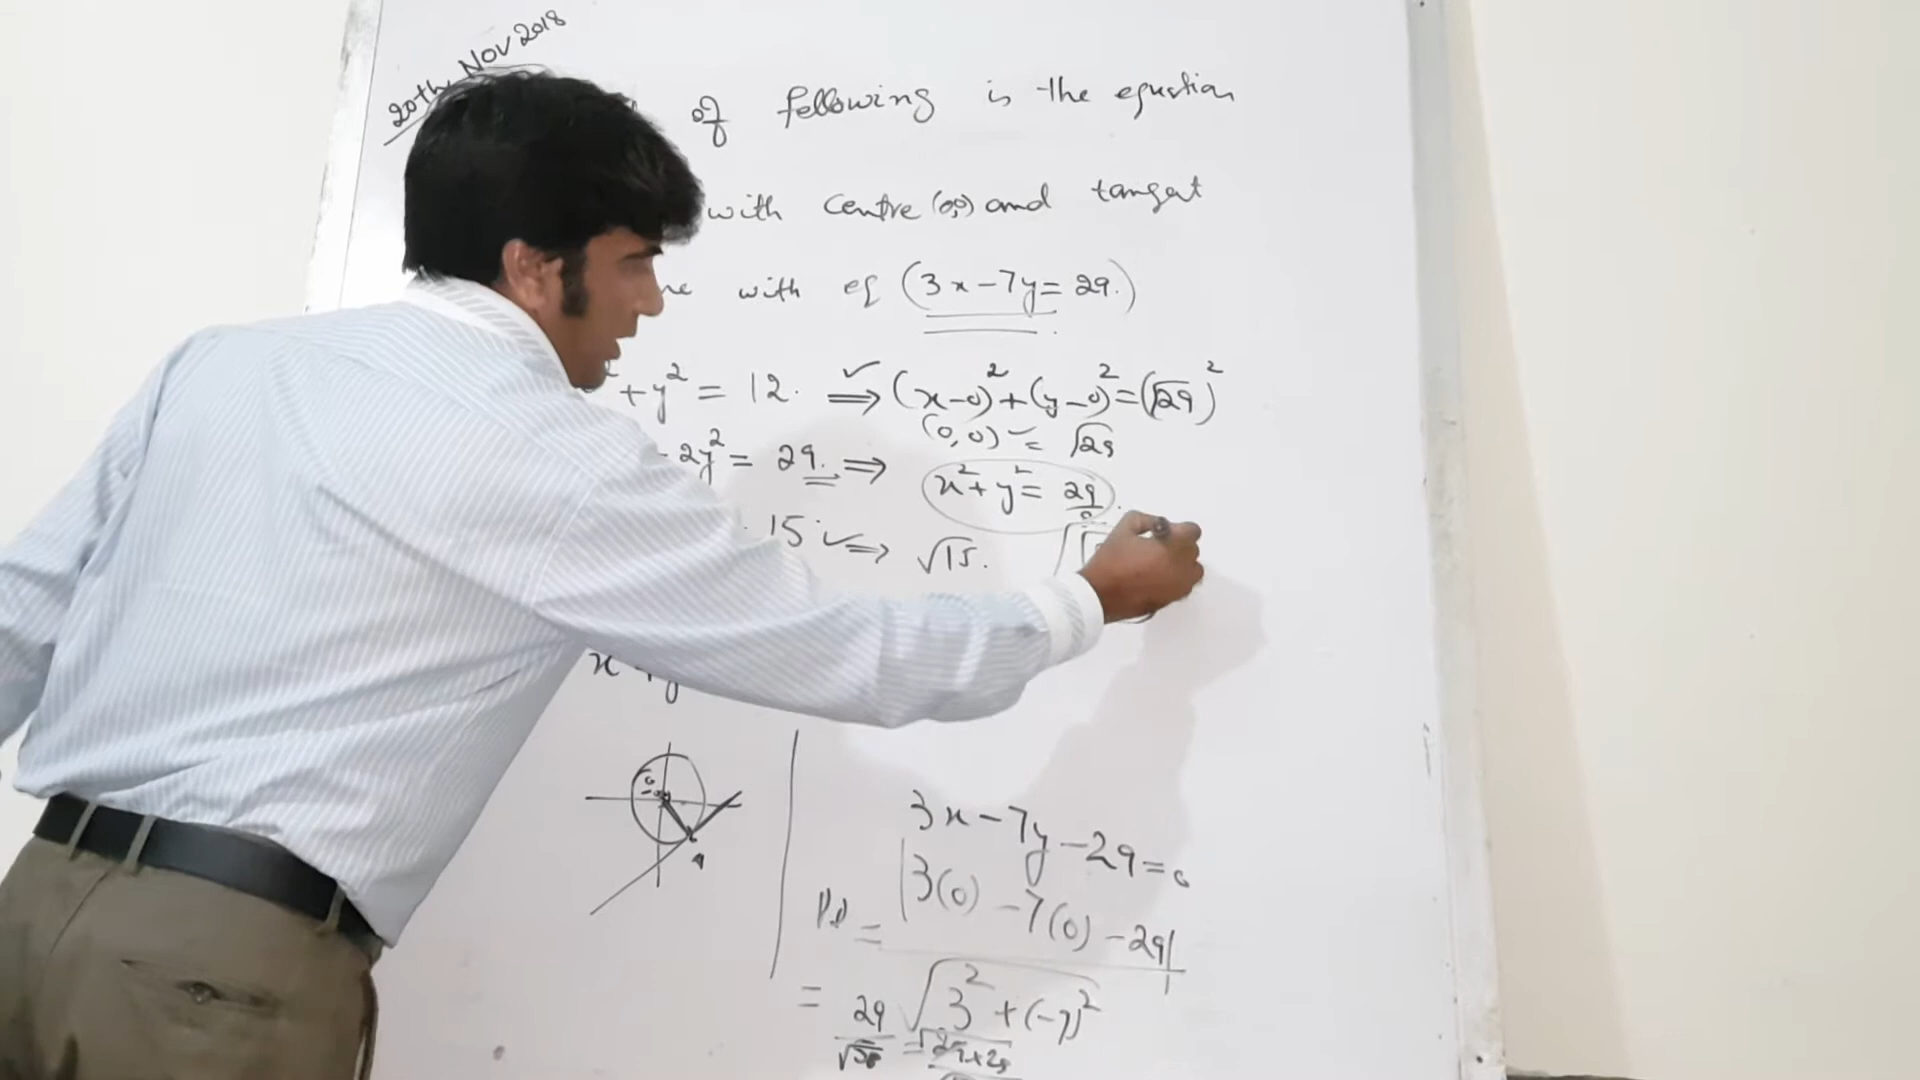 20th Nov 2018
of following is the equation
with centre (0,0) and tangent
with eq (3x-7y = 29.)
+ y² = 12. ✓ ⇒ (x-0)² + (y-0)² = (√29)²
(0,0) = √29
2y² = 29. ⇒ x² + y² = 29
15 ✓ ⇒ √15.
3x - 7y - 29 = 0
= |3(0) - 7(0) - 29|
√3² + (-7)²
= 29